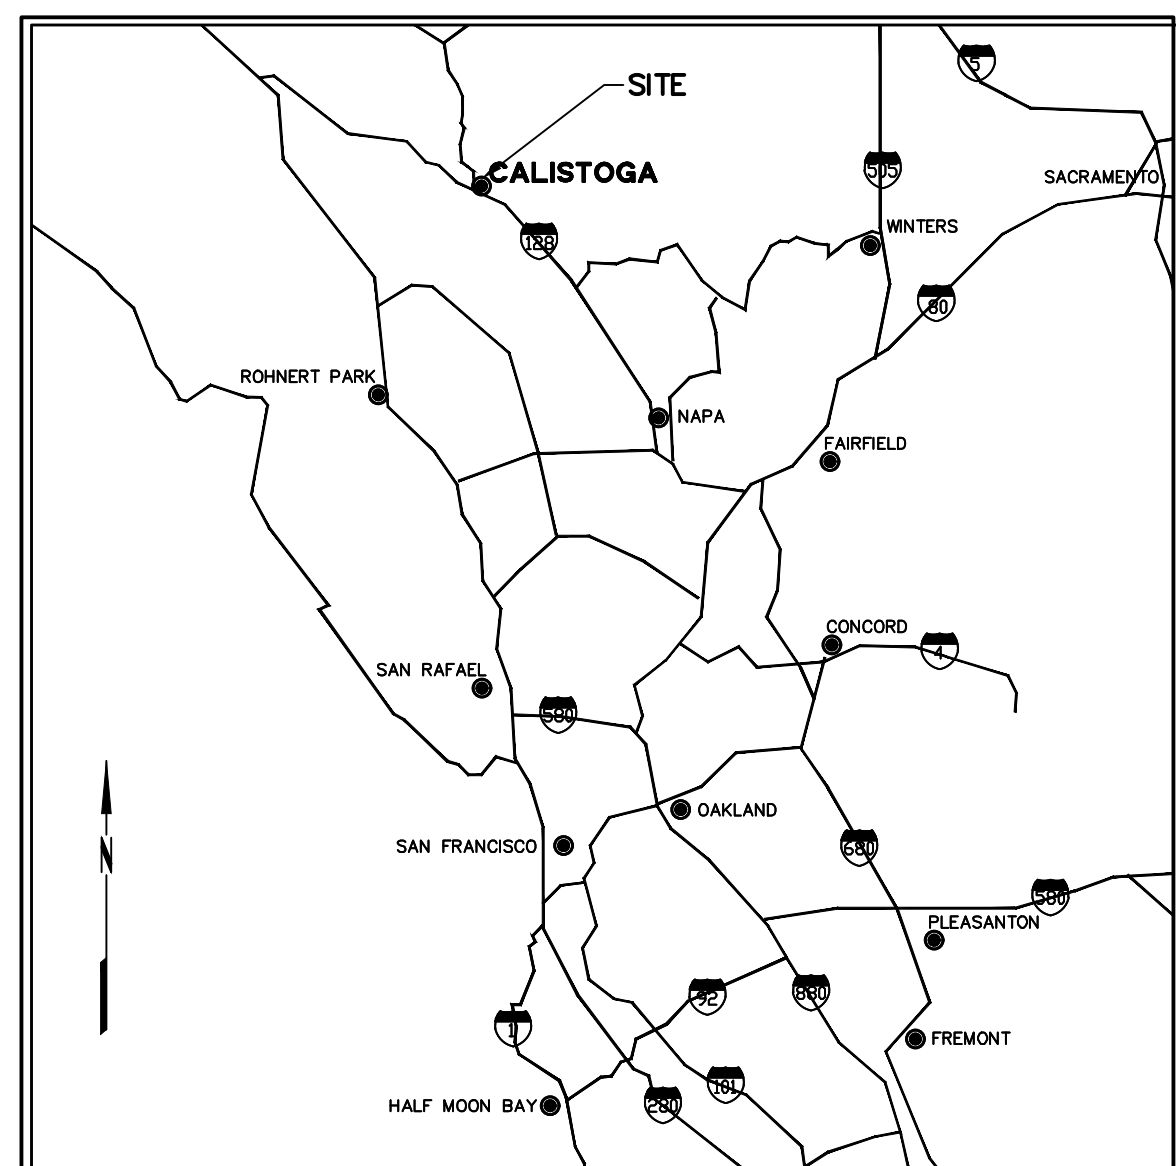 5
SITE
505
CALISTOGA
SACRAMENTO
WINTERS
128
80
ROHNERT PARK
NAPA
FAIRFIELD
CONCORD
4
SAN RAFAEL
580
OAKLAND
N
SAN FRANCISCO
680
580
PLEASANTON
880
92
1
FREMONT
101
280
HALF MOON BAY